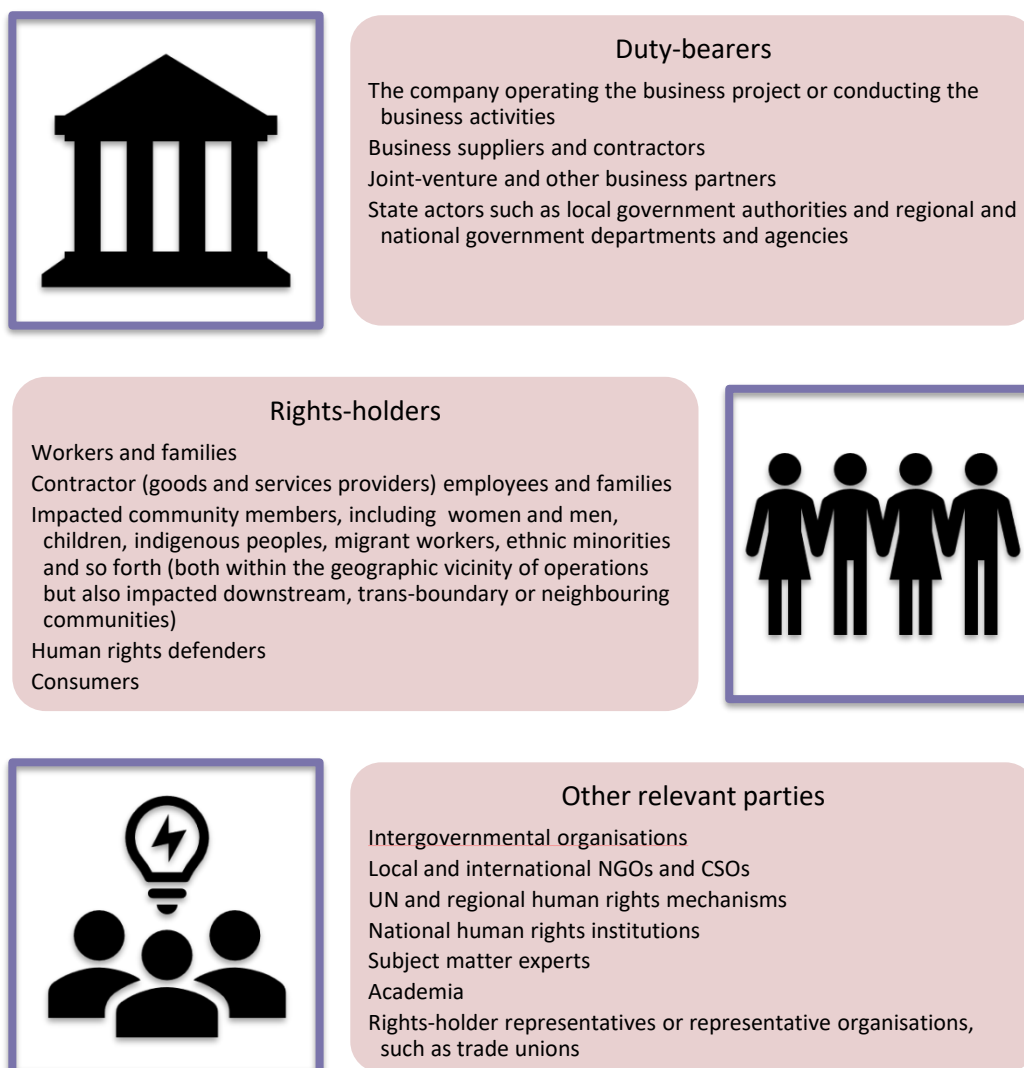 Duty-bearers
The company operating the business project or conducting the
business activities
Business suppliers and contractors
Joint-venture and other business partners
State actors such as local government authorities and regional and
national government departments and agencies
Rights-holders
Workers and families
Contractor (goods and services providers) employees and families
Impacted community members, including women and men,
children, indigenous peoples, migrant workers, ethnic minorities
and so forth (both within the geographic vicinity of operations
but also impacted downstream, trans-boundary or neighbouring
communities)
Human rights defenders
Consumers
Other relevant parties
Intergovernmental organisations
Local and international NGOs and CSOs
UN and regional human rights mechanisms
National human rights institutions
Subject matter experts
Academia
Rights-holder representatives or representative organisations,
such as trade unions